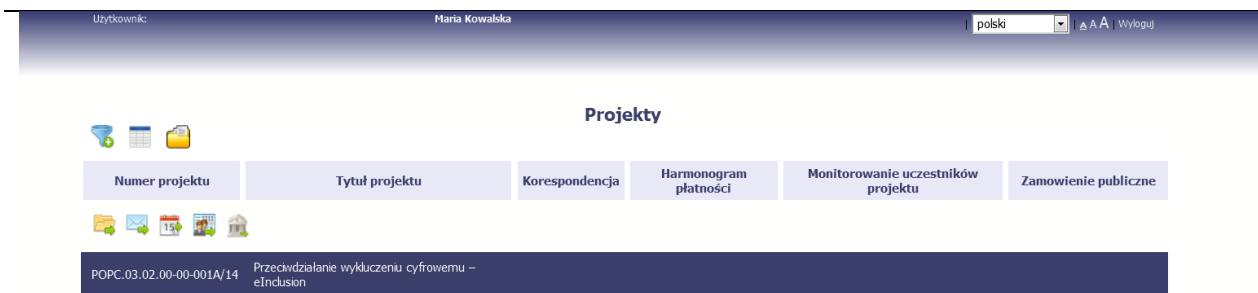 Użytkownik: Maria Kowalska | polski | A A A | Wyloguj
Projekty
Numer projektu Tytuł projektu Korespondencja Harmonogram płatności Monitorowanie uczestników projektu Zamowienie publiczne
15
POPC.03.02.00-00-001A/14 Przeciwdziałanie wykluczeniu cyfrowemu –
eInclusion